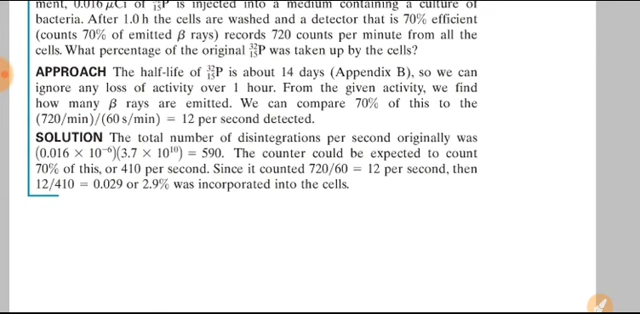 ment, 0.016 μCi of ³²₁₅P is injected into a medium containing a culture of
bacteria. After 1.0 h the cells are washed and a detector that is 70% efficient
(counts 70% of emitted β rays) records 720 counts per minute from all the
cells. What percentage of the original ³²₁₅P was taken up by the cells?
APPROACH The half-life of ³²₁₅P is about 14 days (Appendix B), so we can
ignore any loss of activity over 1 hour. From the given activity, we find
how many β rays are emitted. We can compare 70% of this to the
(720/min)/(60 s/min) = 12 per second detected.
SOLUTION The total number of disintegrations per second originally was
(0.016 × 10⁻⁶)(3.7 × 10¹⁰) = 590. The counter could be expected to count
70% of this, or 410 per second. Since it counted 720/60 = 12 per second, then
12/410 = 0.029 or 2.9% was incorporated into the cells.